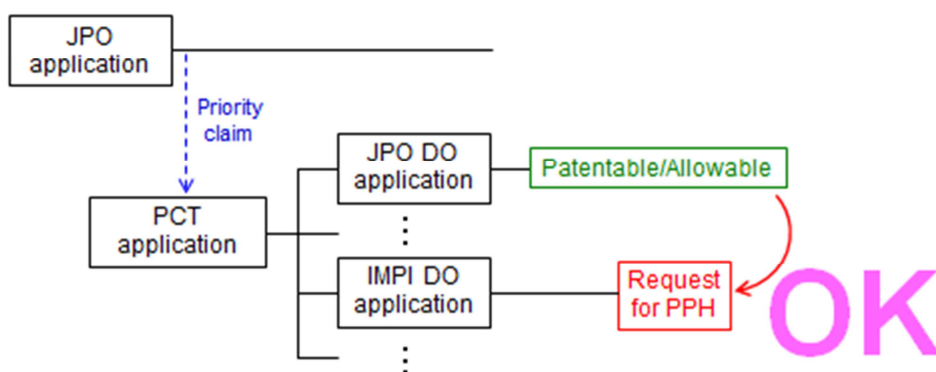 JPO
application
Priority
claim
JPO DO
application
Patentable/Allowable
PCT
application
IMPI DO
application
Request
for PPH
OK